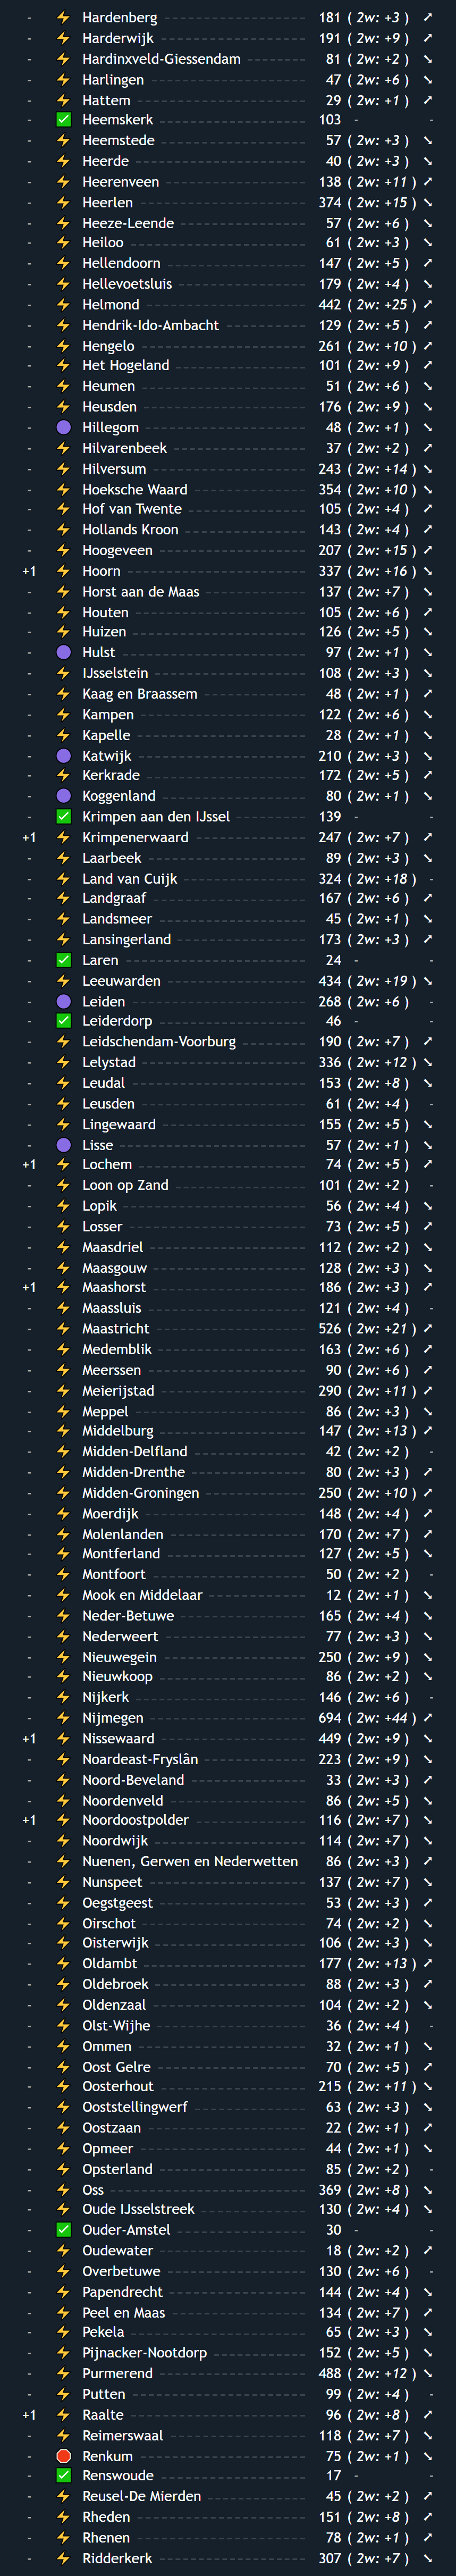 - ⚡ Hardenberg 181 ( 2w: +3 ) ↗
- ⚡ Harderwijk 191 ( 2w: +9 ) ↘
- ⚡ Hardinxveld-Giessendam 81 ( 2w: +2 ) ↘
- ⚡ Harlingen 47 ( 2w: +6 ) ↘
- ⚡ Hattem 29 ( 2w: +1 ) ↗
- ✅ Heemskerk 103 - -
- ⚡ Heemstede 57 ( 2w: +3 ) ↘
- ⚡ Heerde 40 ( 2w: +3 ) ↘
- ⚡ Heerenveen 138 ( 2w: +11 ) ↗
- ⚡ Heerlen 374 ( 2w: +15 ) ↘
- ⚡ Heeze-Leende 57 ( 2w: +6 ) ↘
- ⚡ Heiloo 61 ( 2w: +3 ) ↘
- ⚡ Hellendoorn 147 ( 2w: +5 ) ↗
- ⚡ Hellevoetsluis 179 ( 2w: +4 ) ↘
- ⚡ Helmond 442 ( 2w: +25 ) ↗
- ⚡ Hendrik-Ido-Ambacht 129 ( 2w: +5 ) ↗
- ⚡ Hengelo 261 ( 2w: +10 ) ↗
- ⚡ Het Hogeland 101 ( 2w: +9 ) ↗
- ⚡ Heumen 51 ( 2w: +6 ) ↘
- ⚡ Heusden 176 ( 2w: +9 ) ↘
- 🟣 Hillegom 48 ( 2w: +1 ) ↘
- ⚡ Hilvarenbeek 37 ( 2w: +2 ) ↗
- ⚡ Hilversum 243 ( 2w: +14 ) ↘
- ⚡ Hoeksche Waard 354 ( 2w: +10 ) ↘
- ⚡ Hof van Twente 105 ( 2w: +4 ) ↗
- ⚡ Hollands Kroon 143 ( 2w: +4 ) ↗
- ⚡ Hoogeveen 207 ( 2w: +15 ) ↗
+1 ⚡ Hoorn 337 ( 2w: +16 ) ↘
- ⚡ Horst aan de Maas 137 ( 2w: +7 ) ↘
- ⚡ Houten 105 ( 2w: +6 ) ↗
- ⚡ Huizen 126 ( 2w: +5 ) ↘
- 🟣 Hulst 97 ( 2w: +1 ) ↘
- ⚡ IJsselstein 108 ( 2w: +3 ) ↘
- ⚡ Kaag en Braassem 48 ( 2w: +1 ) ↗
- ⚡ Kampen 122 ( 2w: +6 ) ↘
- ⚡ Kapelle 28 ( 2w: +1 ) ↘
- 🟣 Katwijk 210 ( 2w: +3 ) ↘
- ⚡ Kerkrade 172 ( 2w: +5 ) ↗
- 🟣 Koggenland 80 ( 2w: +1 ) ↘
- ✅ Krimpen aan den IJssel 139 - -
+1 ⚡ Krimpenerwaard 247 ( 2w: +7 ) ↗
- ⚡ Laarbeek 89 ( 2w: +3 ) ↘
- ⚡ Land van Cuijk 324 ( 2w: +18 ) -
- ⚡ Landgraaf 167 ( 2w: +6 ) ↗
- ⚡ Landsmeer 45 ( 2w: +1 ) ↘
- ⚡ Lansingerland 173 ( 2w: +3 ) ↗
- ✅ Laren 24 - -
- ⚡ Leeuwarden 434 ( 2w: +19 ) ↘
- 🟣 Leiden 268 ( 2w: +6 ) -
- ✅ Leiderdorp 46 - -
- ⚡ Leidschendam-Voorburg 190 ( 2w: +7 ) ↗
- ⚡ Lelystad 336 ( 2w: +12 ) ↘
- ⚡ Leudal 153 ( 2w: +8 ) ↘
- ⚡ Leusden 61 ( 2w: +4 ) -
- ⚡ Lingewaard 155 ( 2w: +5 ) ↘
- 🟣 Lisse 57 ( 2w: +1 ) ↘
+1 ⚡ Lochem 74 ( 2w: +5 ) ↗
- ⚡ Loon op Zand 101 ( 2w: +2 ) -
- ⚡ Lopik 56 ( 2w: +4 ) ↘
- ⚡ Losser 73 ( 2w: +5 ) ↗
- ⚡ Maasdriel 112 ( 2w: +2 ) ↘
- ⚡ Maasgouw 128 ( 2w: +3 ) ↘
+1 ⚡ Maashorst 186 ( 2w: +3 ) ↗
- ⚡ Maassluis 121 ( 2w: +4 ) -
- ⚡ Maastricht 526 ( 2w: +21 ) ↗
- ⚡ Medemblik 163 ( 2w: +6 ) ↗
- ⚡ Meerssen 90 ( 2w: +6 ) ↘
- ⚡ Meierijstad 290 ( 2w: +11 ) ↗
- ⚡ Meppel 86 ( 2w: +3 ) ↘
- ⚡ Middelburg 147 ( 2w: +13 ) ↗
- ⚡ Midden-Delfland 42 ( 2w: +2 ) -
- ⚡ Midden-Drenthe 80 ( 2w: +3 ) ↗
- ⚡ Midden-Groningen 250 ( 2w: +10 ) ↗
- ⚡ Moerdijk 148 ( 2w: +4 ) ↗
- ⚡ Molenlanden 170 ( 2w: +7 ) ↗
- ⚡ Montferland 127 ( 2w: +5 ) ↘
- ⚡ Montfoort 50 ( 2w: +2 ) -
- ⚡ Mook en Middelaar 12 ( 2w: +1 ) ↘
- ⚡ Neder-Betuwe 165 ( 2w: +4 ) ↘
- ⚡ Nederweert 77 ( 2w: +3 ) ↘
- ⚡ Nieuwegein 250 ( 2w: +9 ) ↘
- ⚡ Nieuwkoop 86 ( 2w: +2 ) ↘
- ⚡ Nijkerk 146 ( 2w: +6 ) -
- ⚡ Nijmegen 694 ( 2w: +44 ) ↗
+1 ⚡ Nissewaard 449 ( 2w: +9 ) ↘
- ⚡ Noardeast-Fryslân 223 ( 2w: +9 ) ↘
- ⚡ Noord-Beveland 33 ( 2w: +3 ) ↗
- ⚡ Noordenveld 86 ( 2w: +5 ) ↘
+1 ⚡ Noordoostpolder 116 ( 2w: +7 ) ↘
- ⚡ Noordwijk 114 ( 2w: +7 ) ↘
- ⚡ Nuenen, Gerwen en Nederwetten 86 ( 2w: +3 ) ↗
- ⚡ Nunspeet 137 ( 2w: +7 ) ↘
- ⚡ Oegstgeest 53 ( 2w: +3 ) ↗
- ⚡ Oirschot 74 ( 2w: +2 ) ↘
- ⚡ Oisterwijk 106 ( 2w: +3 ) ↘
- ⚡ Oldambt 177 ( 2w: +13 ) ↗
- ⚡ Oldebroek 88 ( 2w: +3 ) ↗
- ⚡ Oldenzaal 104 ( 2w: +2 ) ↘
- ⚡ Olst-Wijhe 36 ( 2w: +4 ) -
- ⚡ Ommen 32 ( 2w: +1 ) ↘
- ⚡ Oost Gelre 70 ( 2w: +5 ) ↗
- ⚡ Oosterhout 215 ( 2w: +11 ) ↘
- ⚡ Ooststellingwerf 63 ( 2w: +3 ) ↘
- ⚡ Oostzaan 22 ( 2w: +1 ) ↗
- ⚡ Opmeer 44 ( 2w: +1 ) ↘
- ⚡ Opsterland 85 ( 2w: +2 ) -
- ⚡ Oss 369 ( 2w: +8 ) ↘
- ⚡ Oude IJsselstreek 130 ( 2w: +4 ) ↘
- ✅ Ouder-Amstel 30 - -
- ⚡ Oudewater 18 ( 2w: +2 ) ↗
- ⚡ Overbetuwe 130 ( 2w: +6 ) -
- ⚡ Papendrecht 144 ( 2w: +4 ) ↘
- ⚡ Peel en Maas 134 ( 2w: +7 ) ↗
- ⚡ Pekela 65 ( 2w: +3 ) ↘
- ⚡ Pijnacker-Nootdorp 152 ( 2w: +5 ) ↘
- ⚡ Purmerend 488 ( 2w: +12 ) ↘
- ⚡ Putten 99 ( 2w: +4 ) -
+1 ⚡ Raalte 96 ( 2w: +8 ) ↗
- ⚡ Reimerswaal 118 ( 2w: +7 ) ↘
- 🛑 Renkum 75 ( 2w: +1 ) ↘
- ✅ Renswoude 17 - -
- ⚡ Reusel-De Mierden 45 ( 2w: +2 ) ↗
- ⚡ Rheden 151 ( 2w: +8 ) ↗
- ⚡ Rhenen 78 ( 2w: +1 ) ↗
- ⚡ Ridderkerk 307 ( 2w: +7 ) ↘